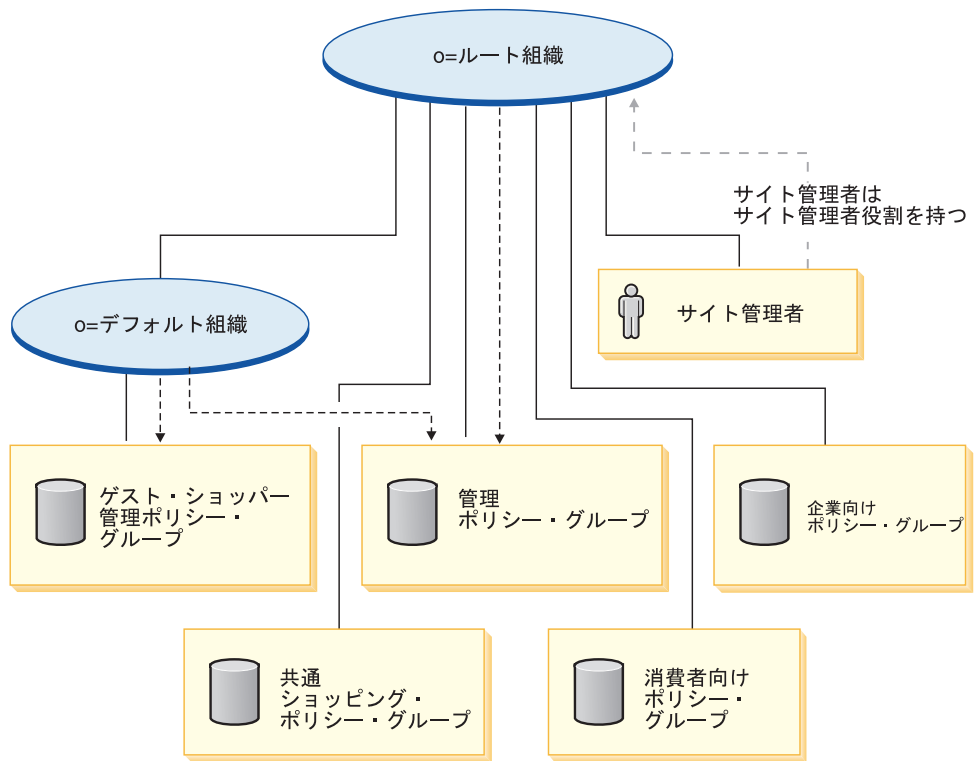 o=ルート組織
サイト管理者は
サイト管理者役割を持つ
サイト管理者
o=デフォルト組織
ゲスト・ショッパー
管理ポリシー・
グループ
管理
ポリシー・グループ
企業向け
ポリシー・グループ
共通
ショッピング・
ポリシー・グループ
消費者向け
ポリシー・
グループ